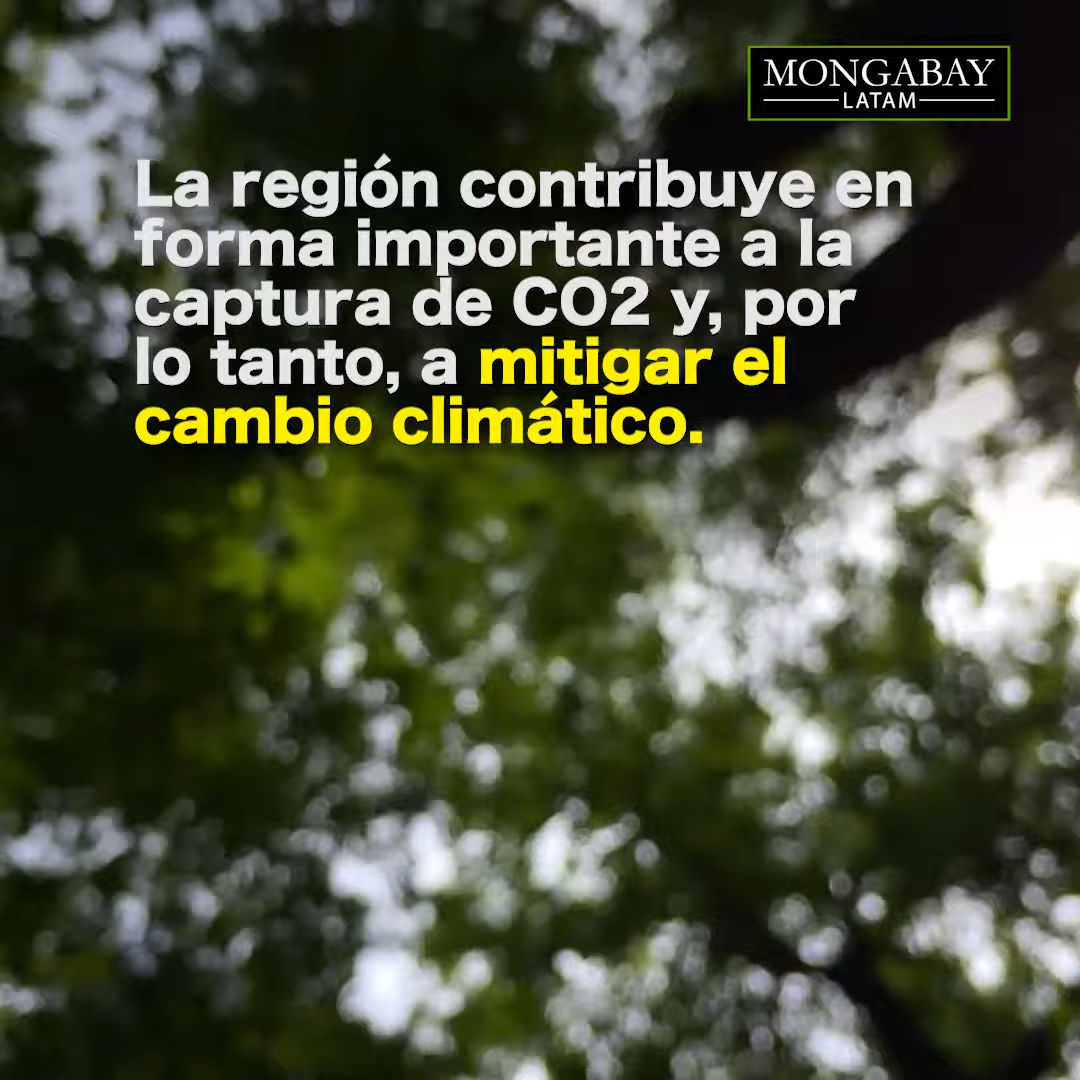 MONGABAY
LATAM
La región contribuye en
forma importante a la
captura de CO2 y, por
lo tanto, a mitigar el
cambio climático.